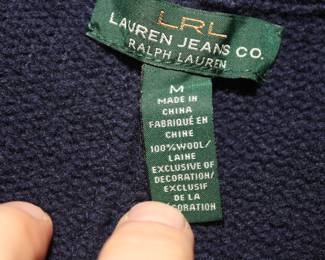 LRL
LAUREN JEANS CO.
RALPH LAUREN
M
MADE IN
CHINA
FABRIQUÉ EN
CHINE
100% WOOL/
LAINE
EXCLUSIVE OF
DECORATION/
EXCLUSIF
DE LA
DÉCORATION